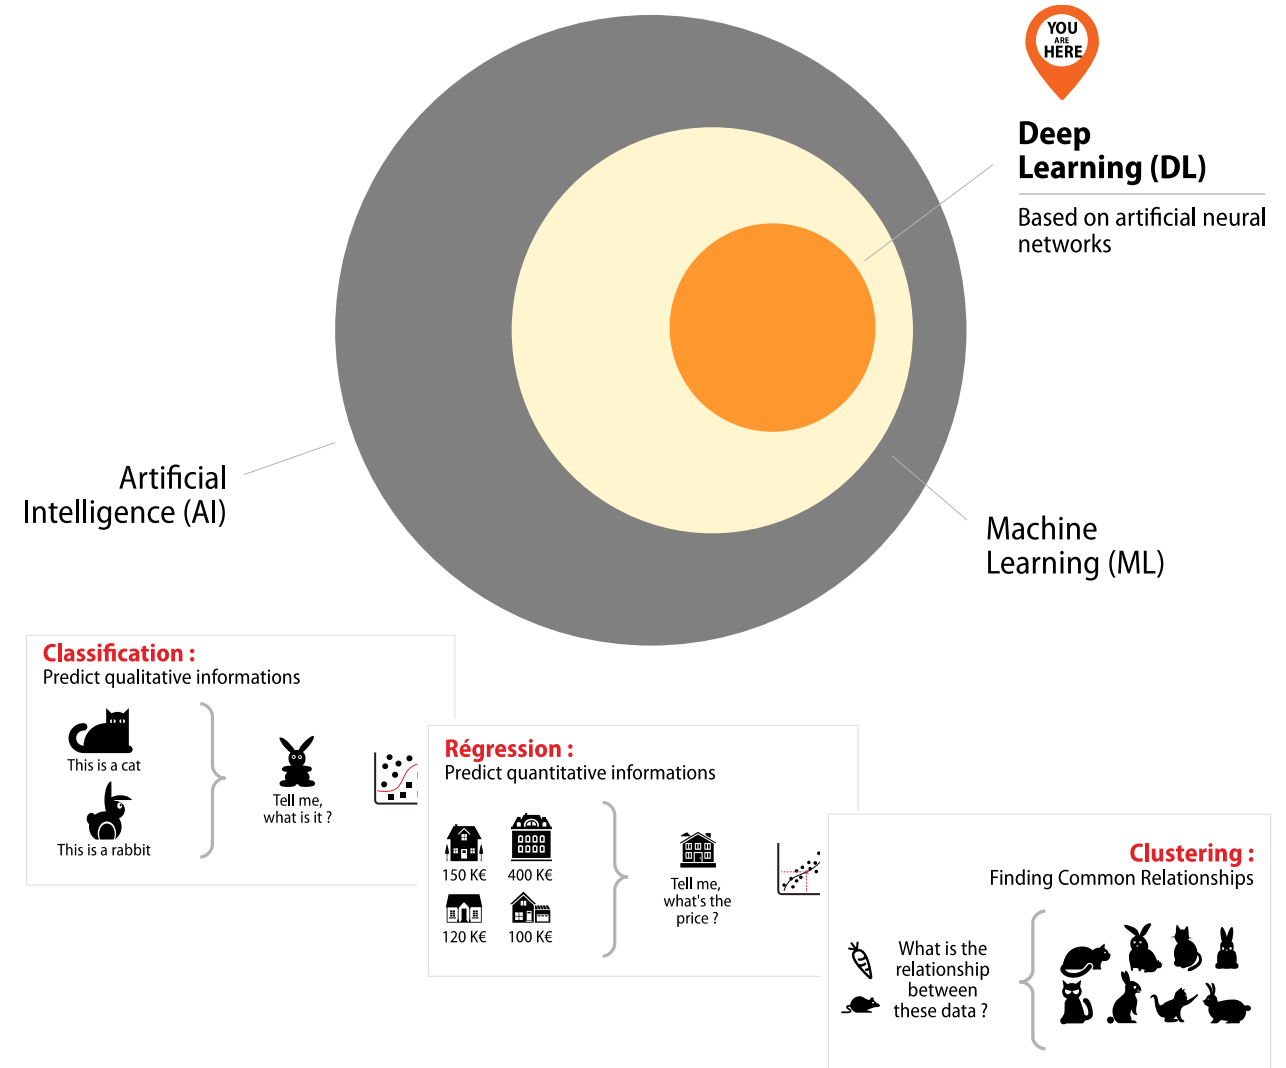 YOU
ARE
HERE
Deep
Learning (DL)
Based on artificial neural
networks
Artificial
Intelligence (AI)
Machine
Learning (ML)
Classification :
Predict qualitative informations
This is a cat
This is a rabbit
Tell me,
what is it ?
Régression :
Predict quantitative informations
150 K€
400 K€
120 K€
100 K€
Tell me,
what's the
price ?
Clustering :
Finding Common Relationships
What is the
relationship
between
these data ?